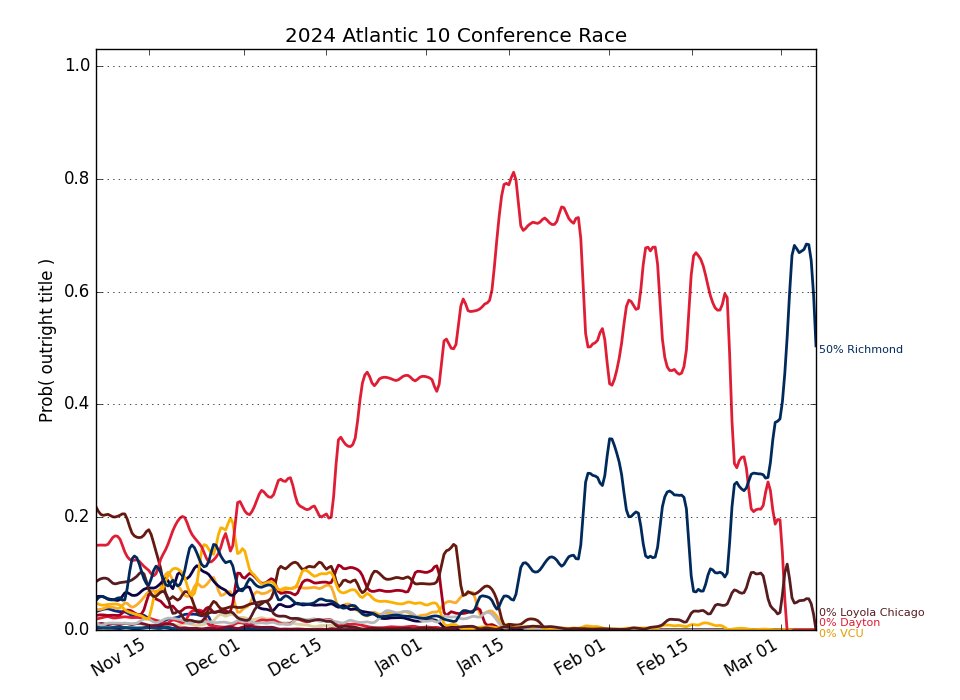 2024 Atlantic 10 Conference Race
Prob( outright title )
1.0
0.8
0.6
0.4
0.2
0.0
50% Richmond
0% Loyola Chicago
0% Dayton
0% VCU
Nov 15
Dec 01
Dec 15
Jan 01
Jan 15
Feb 01
Feb 15
Mar 01